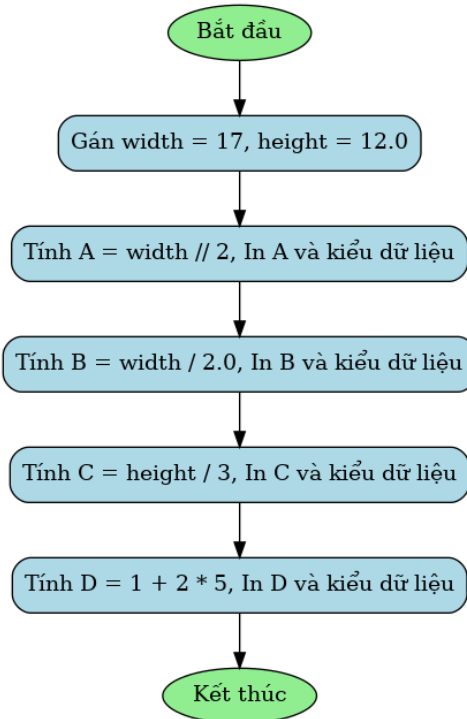 Bắt đầu
Gán width = 17, height = 12.0
Tính A = width // 2, In A và kiểu dữ liệu
Tính B = width / 2.0, In B và kiểu dữ liệu
Tính C = height / 3, In C và kiểu dữ liệu
Tính D = 1 + 2 * 5, In D và kiểu dữ liệu
Kết thúc